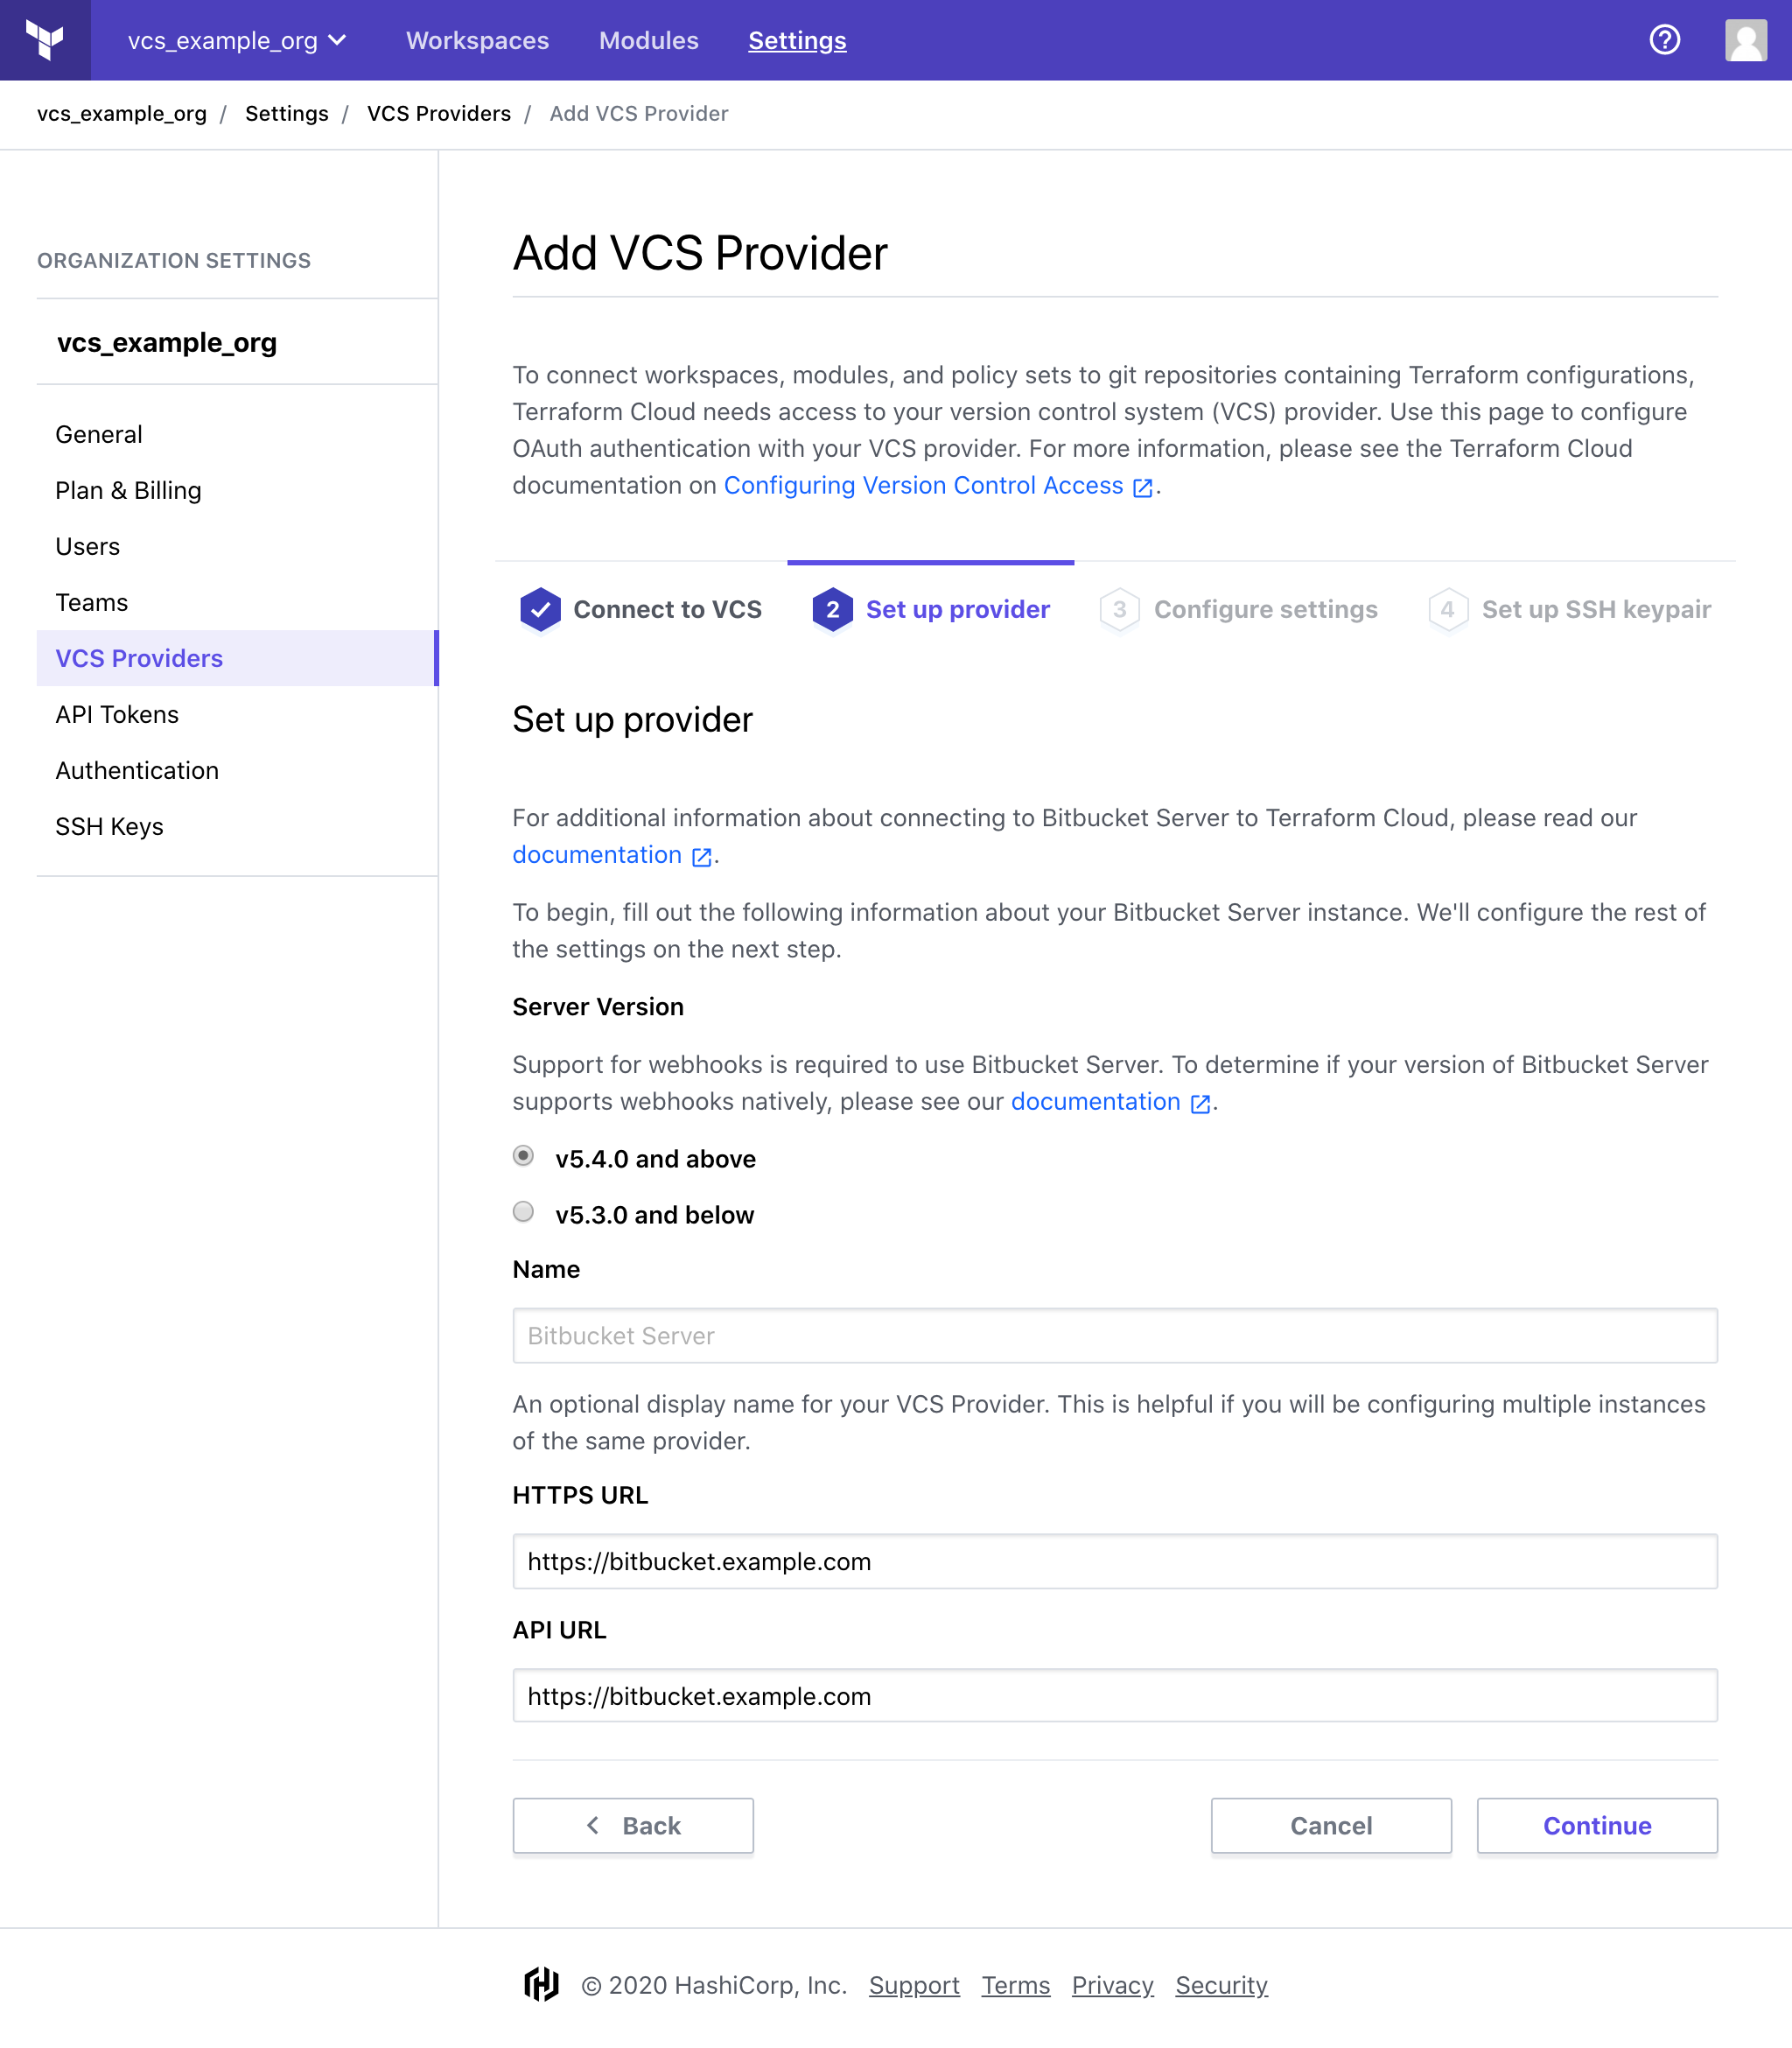 vcs_example_org Workspaces Modules Settings
vcs_example_org / Settings / VCS Providers / Add VCS Provider
ORGANIZATION SETTINGS
vcs_example_org
General
Plan & Billing
Users
Teams
VCS Providers
API Tokens
Authentication
SSH Keys
Add VCS Provider
To connect workspaces, modules, and policy sets to git repositories containing Terraform configurations,
Terraform Cloud needs access to your version control system (VCS) provider. Use this page to configure
OAuth authentication with your VCS provider. For more information, please see the Terraform Cloud
documentation on Configuring Version Control Access .
Connect to VCS 2 Set up provider 3 Configure settings 4 Set up SSH keypair
Set up provider
For additional information about connecting to Bitbucket Server to Terraform Cloud, please read our
documentation .
To begin, fill out the following information about your Bitbucket Server instance. We'll configure the rest of
the settings on the next step.
Server Version
Support for webhooks is required to use Bitbucket Server. To determine if your version of Bitbucket Server
supports webhooks natively, please see our documentation .
v5.4.0 and above
v5.3.0 and below
Name
Bitbucket Server
An optional display name for your VCS Provider. This is helpful if you will be configuring multiple instances
of the same provider.
HTTPS URL
https://bitbucket.example.com
API URL
https://bitbucket.example.com
Back Cancel Continue
© 2020 HashiCorp, Inc. Support Terms Privacy Security